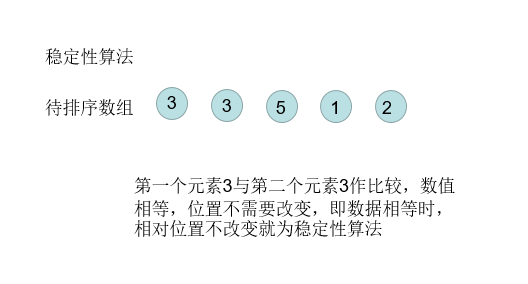 稳定性算法
待排序数组 3 3 5 1 2
第一个元素3与第二个元素3作比较，数值
相等，位置不需要改变，即数据相等时，
相对位置不改变就为稳定性算法